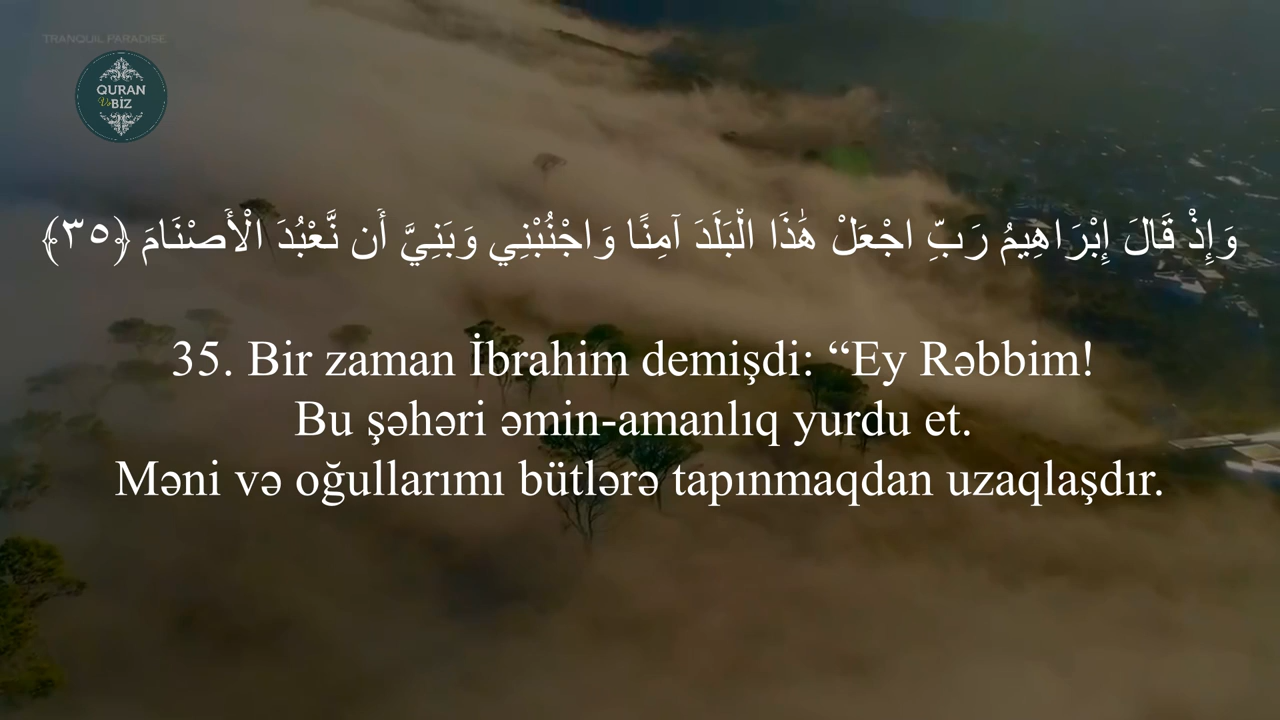 TRANQUIL PARADISE
QURAN
Və BİZ
وَإِذْ قَالَ إِبْرَاهِيمُ رَبِّ اجْعَلْ هَٰذَا الْبَلَدَ آمِنًا وَاجْنُبْنِي وَبَنِيَّ أَن نَّعْبُدَ الْأَصْنَامَ ﴿٣٥﴾
35. Bir zaman İbrahim demişdi: “Ey Rəbbim!
Bu şəhəri əmin-amanlıq yurdu et.
Məni və oğullarımı bütlərə tapınmaqdan uzaqlaşdır.